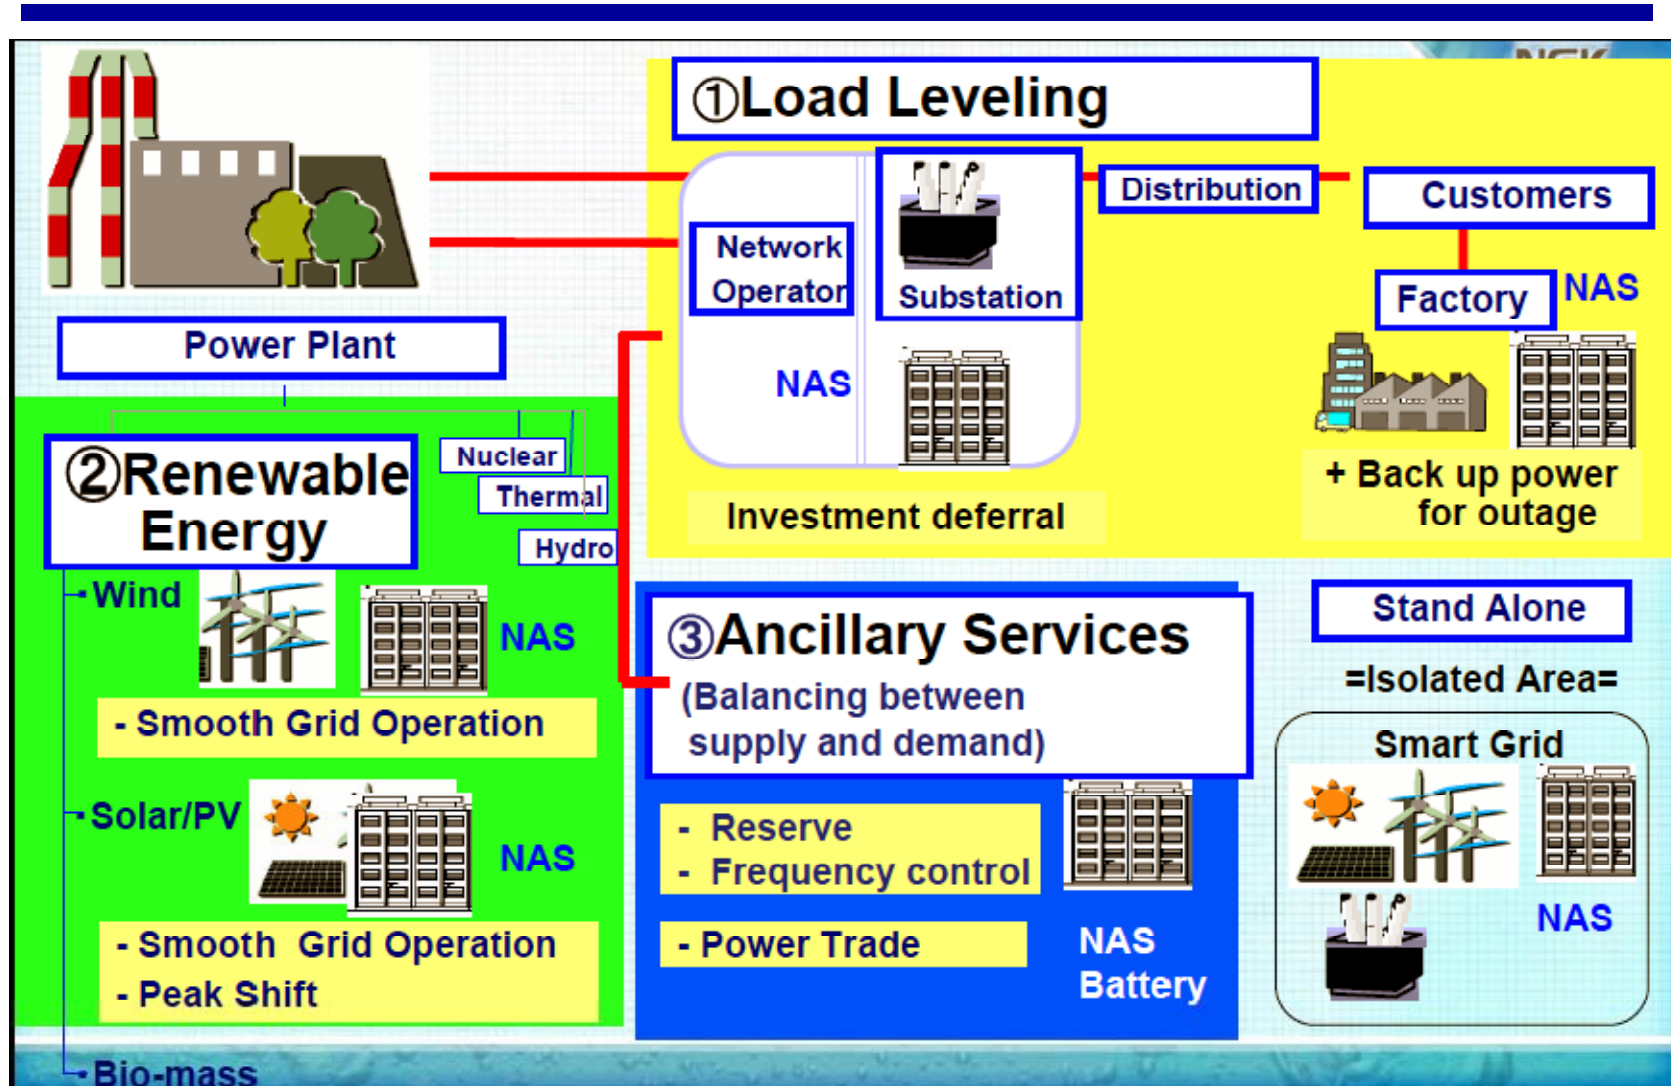 NGK
①Load Leveling
Distribution
Customers
Network
Operator
Substation
Factory
NAS
Power Plant
NAS
Nuclear
Thermal
Hydro
②Renewable
Energy
+ Back up power
for outage
Investment deferral
Wind
NAS
③Ancillary Services
(Balancing between
supply and demand)
Stand Alone
=Isolated Area=
- Smooth Grid Operation
Smart Grid
Solar/PV
NAS
- Reserve
- Frequency control
- Smooth Grid Operation
- Peak Shift
- Power Trade
NAS
Battery
NAS
Bio-mass